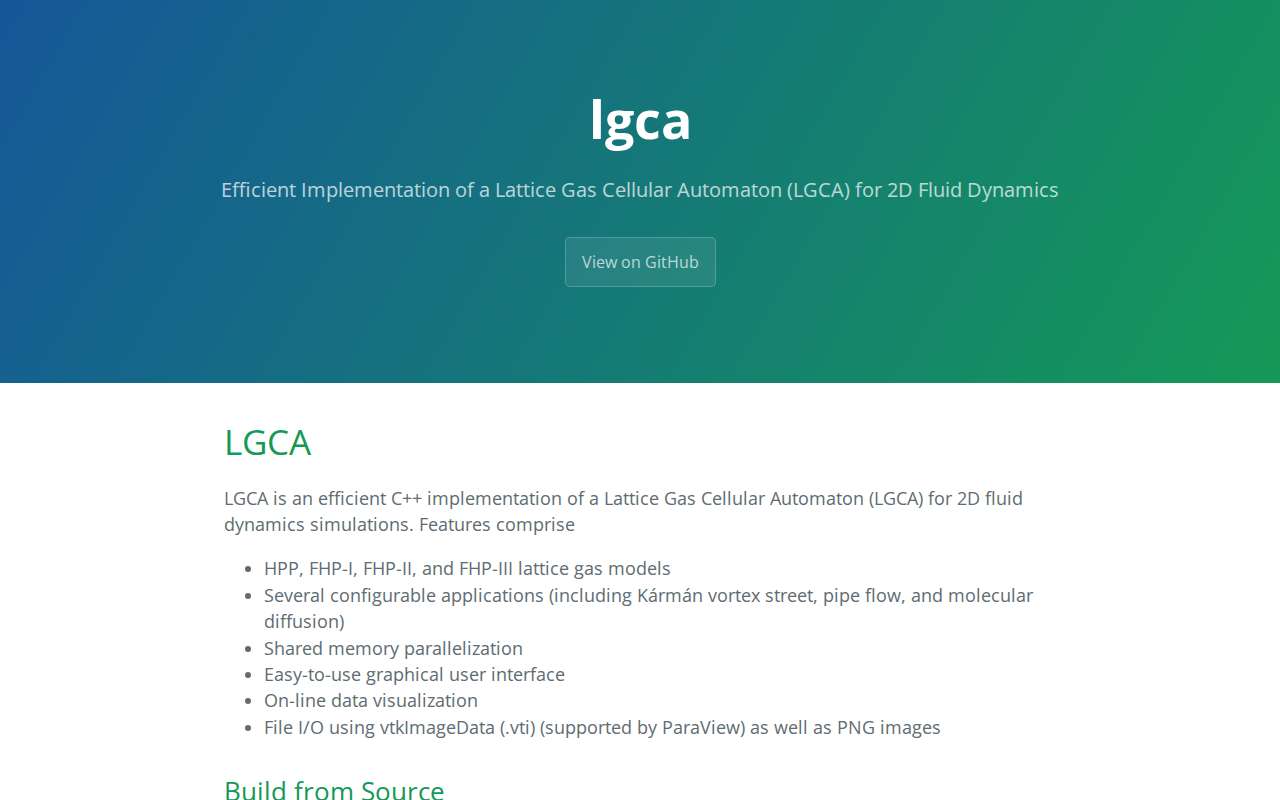 lgca
Efficient Implementation of a Lattice Gas Cellular Automaton (LGCA) for 2D Fluid Dynamics
View on GitHub
LGCA
LGCA is an efficient C++ implementation of a Lattice Gas Cellular Automaton (LGCA) for 2D fluid
dynamics simulations. Features comprise
• HPP, FHP-I, FHP-II, and FHP-III lattice gas models
• Several configurable applications (including Kármán vortex street, pipe flow, and molecular
diffusion)
• Shared memory parallelization
• Easy-to-use graphical user interface
• On-line data visualization
• File I/O using vtkImageData (.vti) (supported by ParaView) as well as PNG images
Build from Source